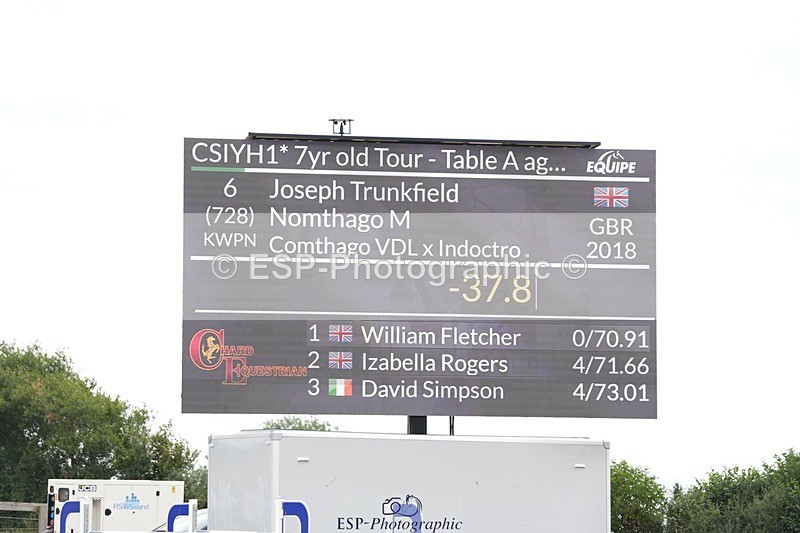 CSIYH1* 7yr old Tour - Table A ag... EQUIPE
6 Joseph Trunkfield
(728) Nomthago M GBR
KWPN Comthago VDL x Indoctro 2018
© ESP-Photographic ©
-37.8
1 William Fletcher 0/70.91
CHARD EQUESTRIAN
2 Izabella Rogers 4/71.66
3 David Simpson 4/73.01
JCB
RSWSound
ESP-Photographic